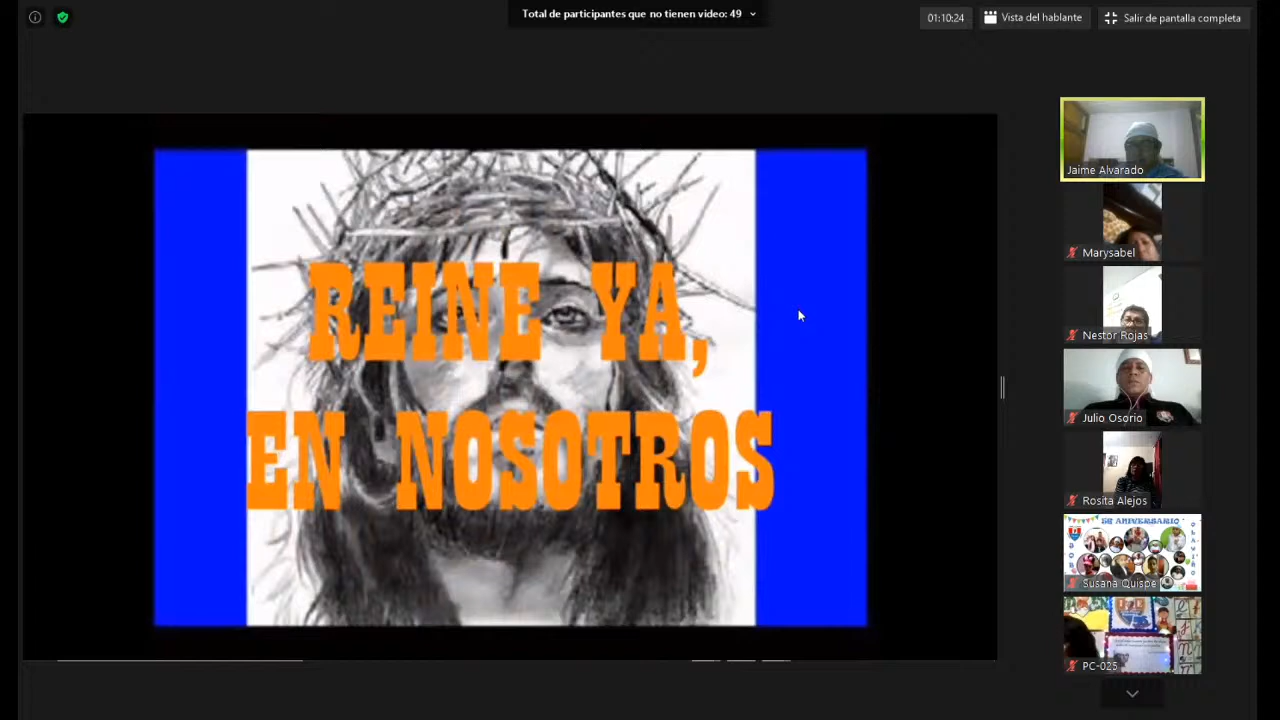 Total de participantes que no tienen video: 49
01:10:24
Vista del hablante
Salir de pantalla completa
REINE YA,
EN NOSOTROS
Jaime Alvarado
Marysabel
Nestor Rojas
Julio Osorio
Rosita Alejos
ANIVERSARIO
Susana Quispe
PC-025